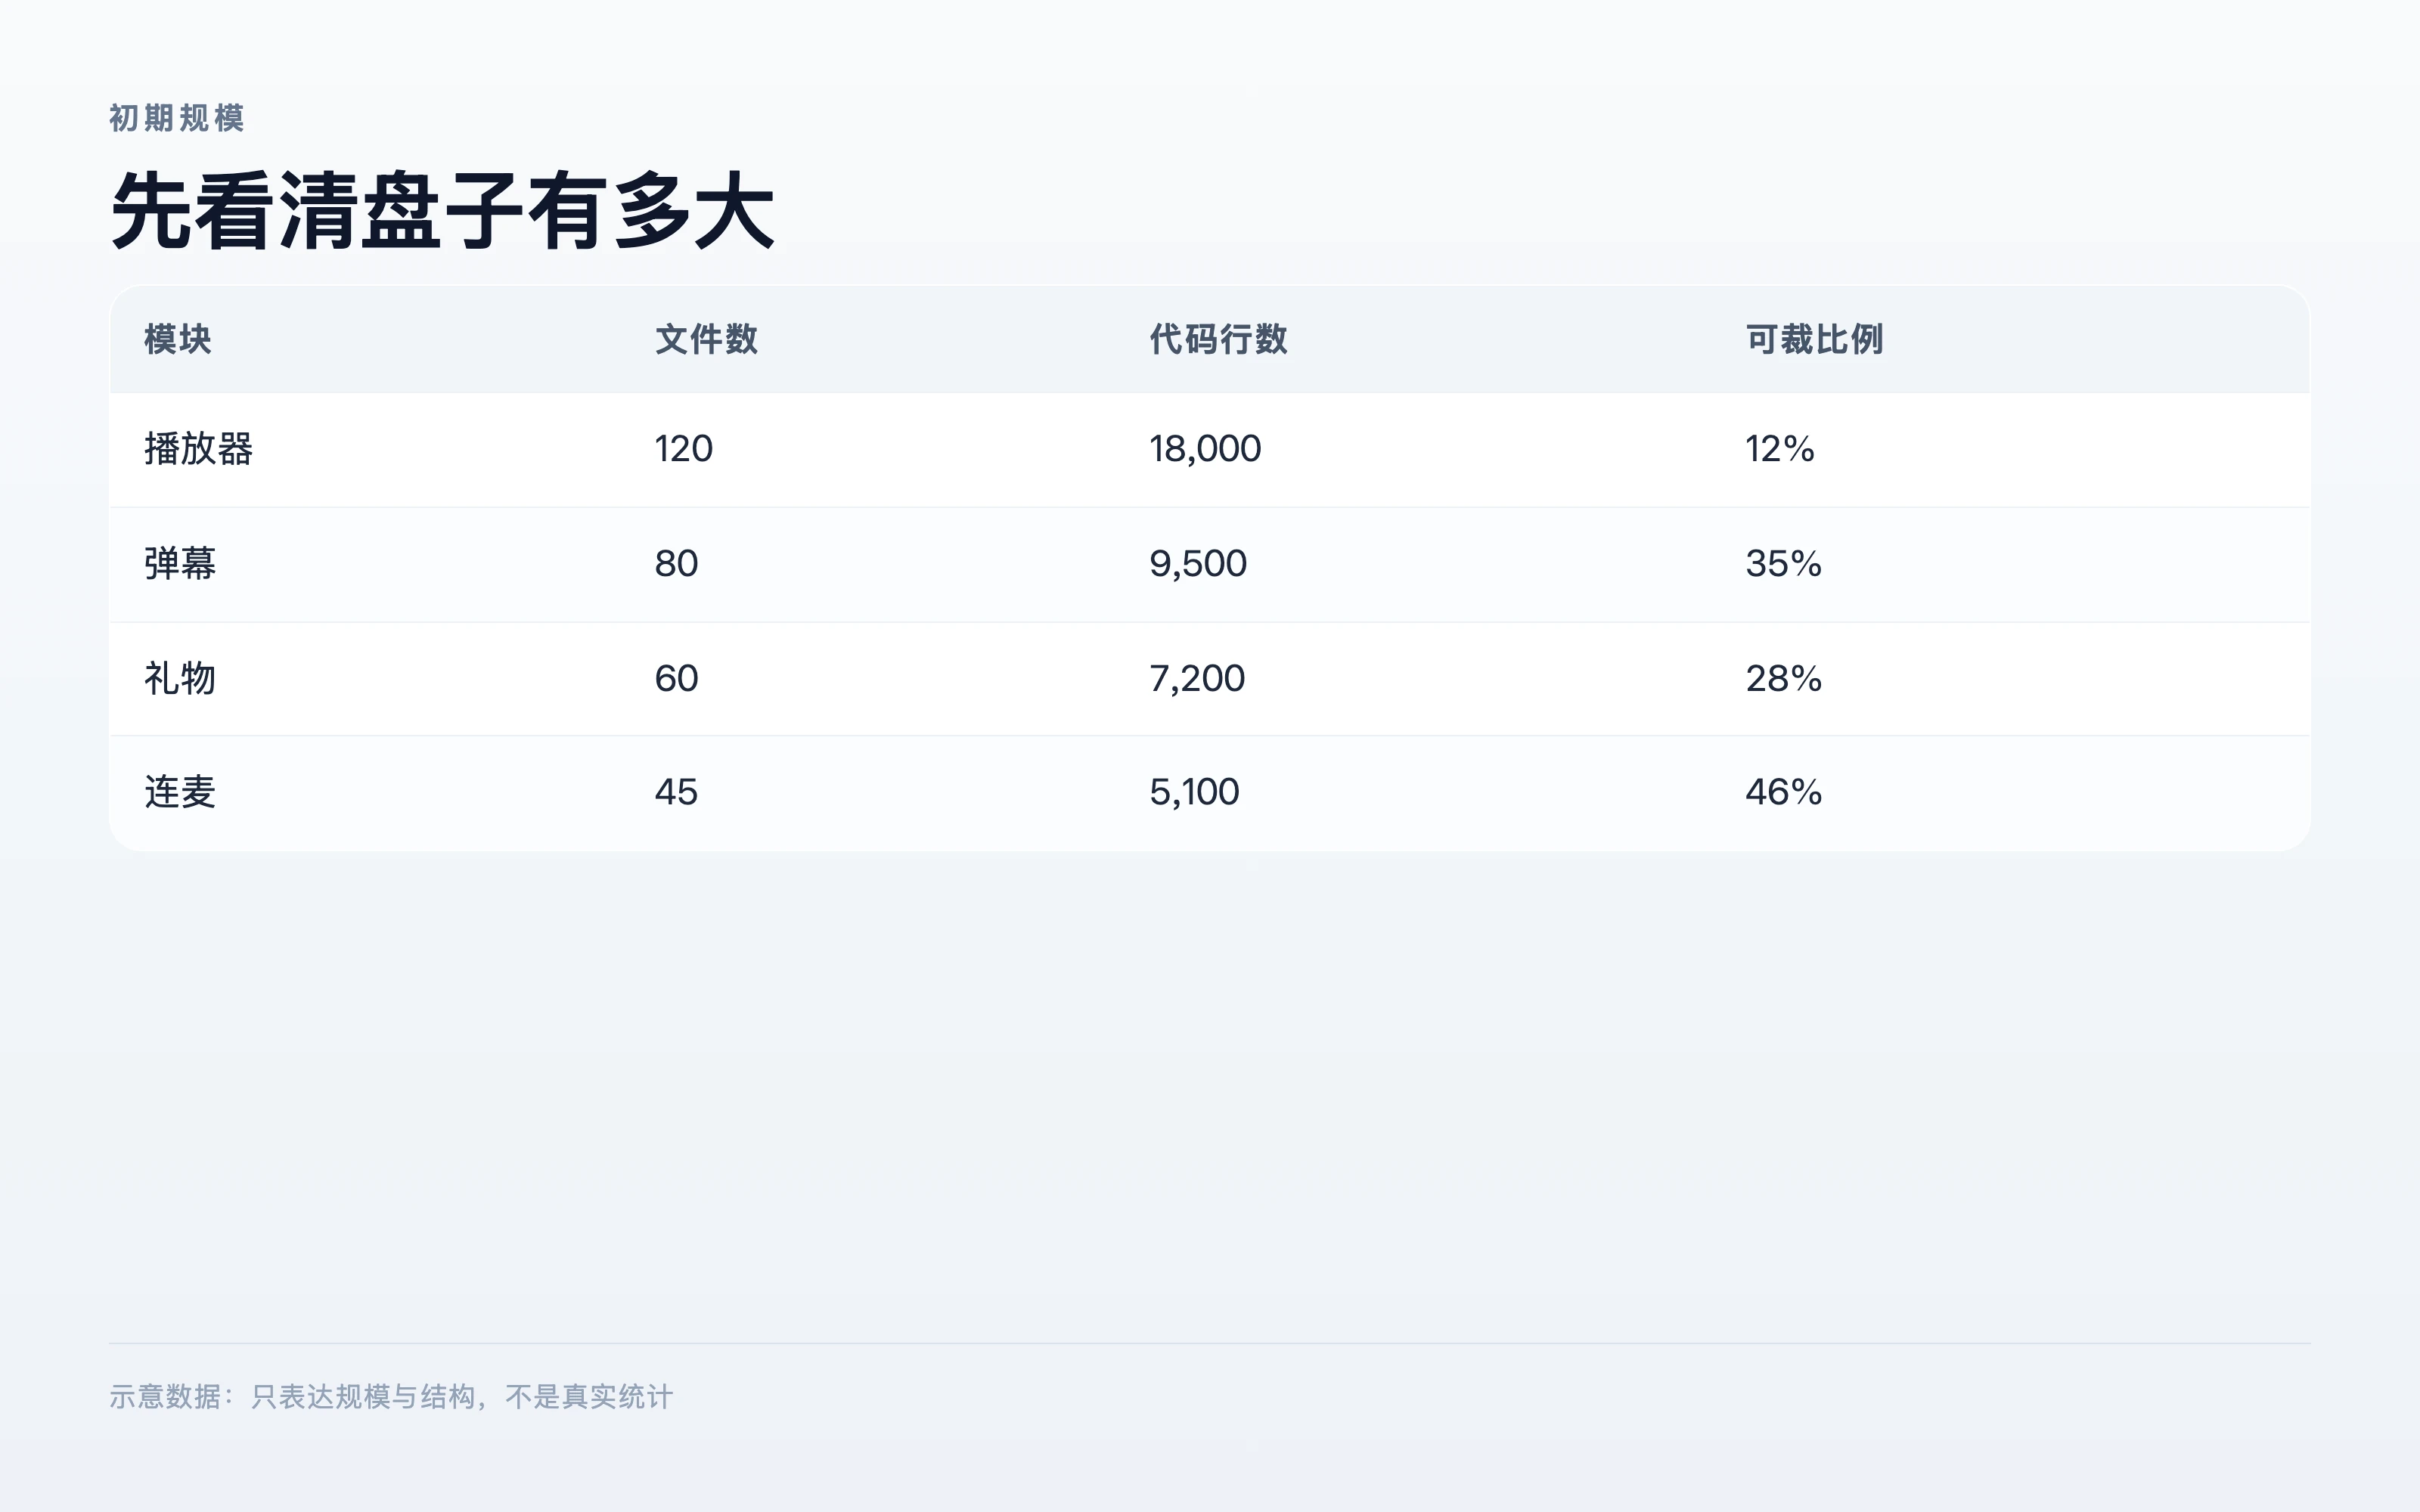 初期规模
先看清盘子有多大
模块 文件数 代码行数 可裁比例
播放器 120 18,000 12%
弹幕 80 9,500 35%
礼物 60 7,200 28%
连麦 45 5,100 46%
示意数据：只表达规模与结构，不是真实统计